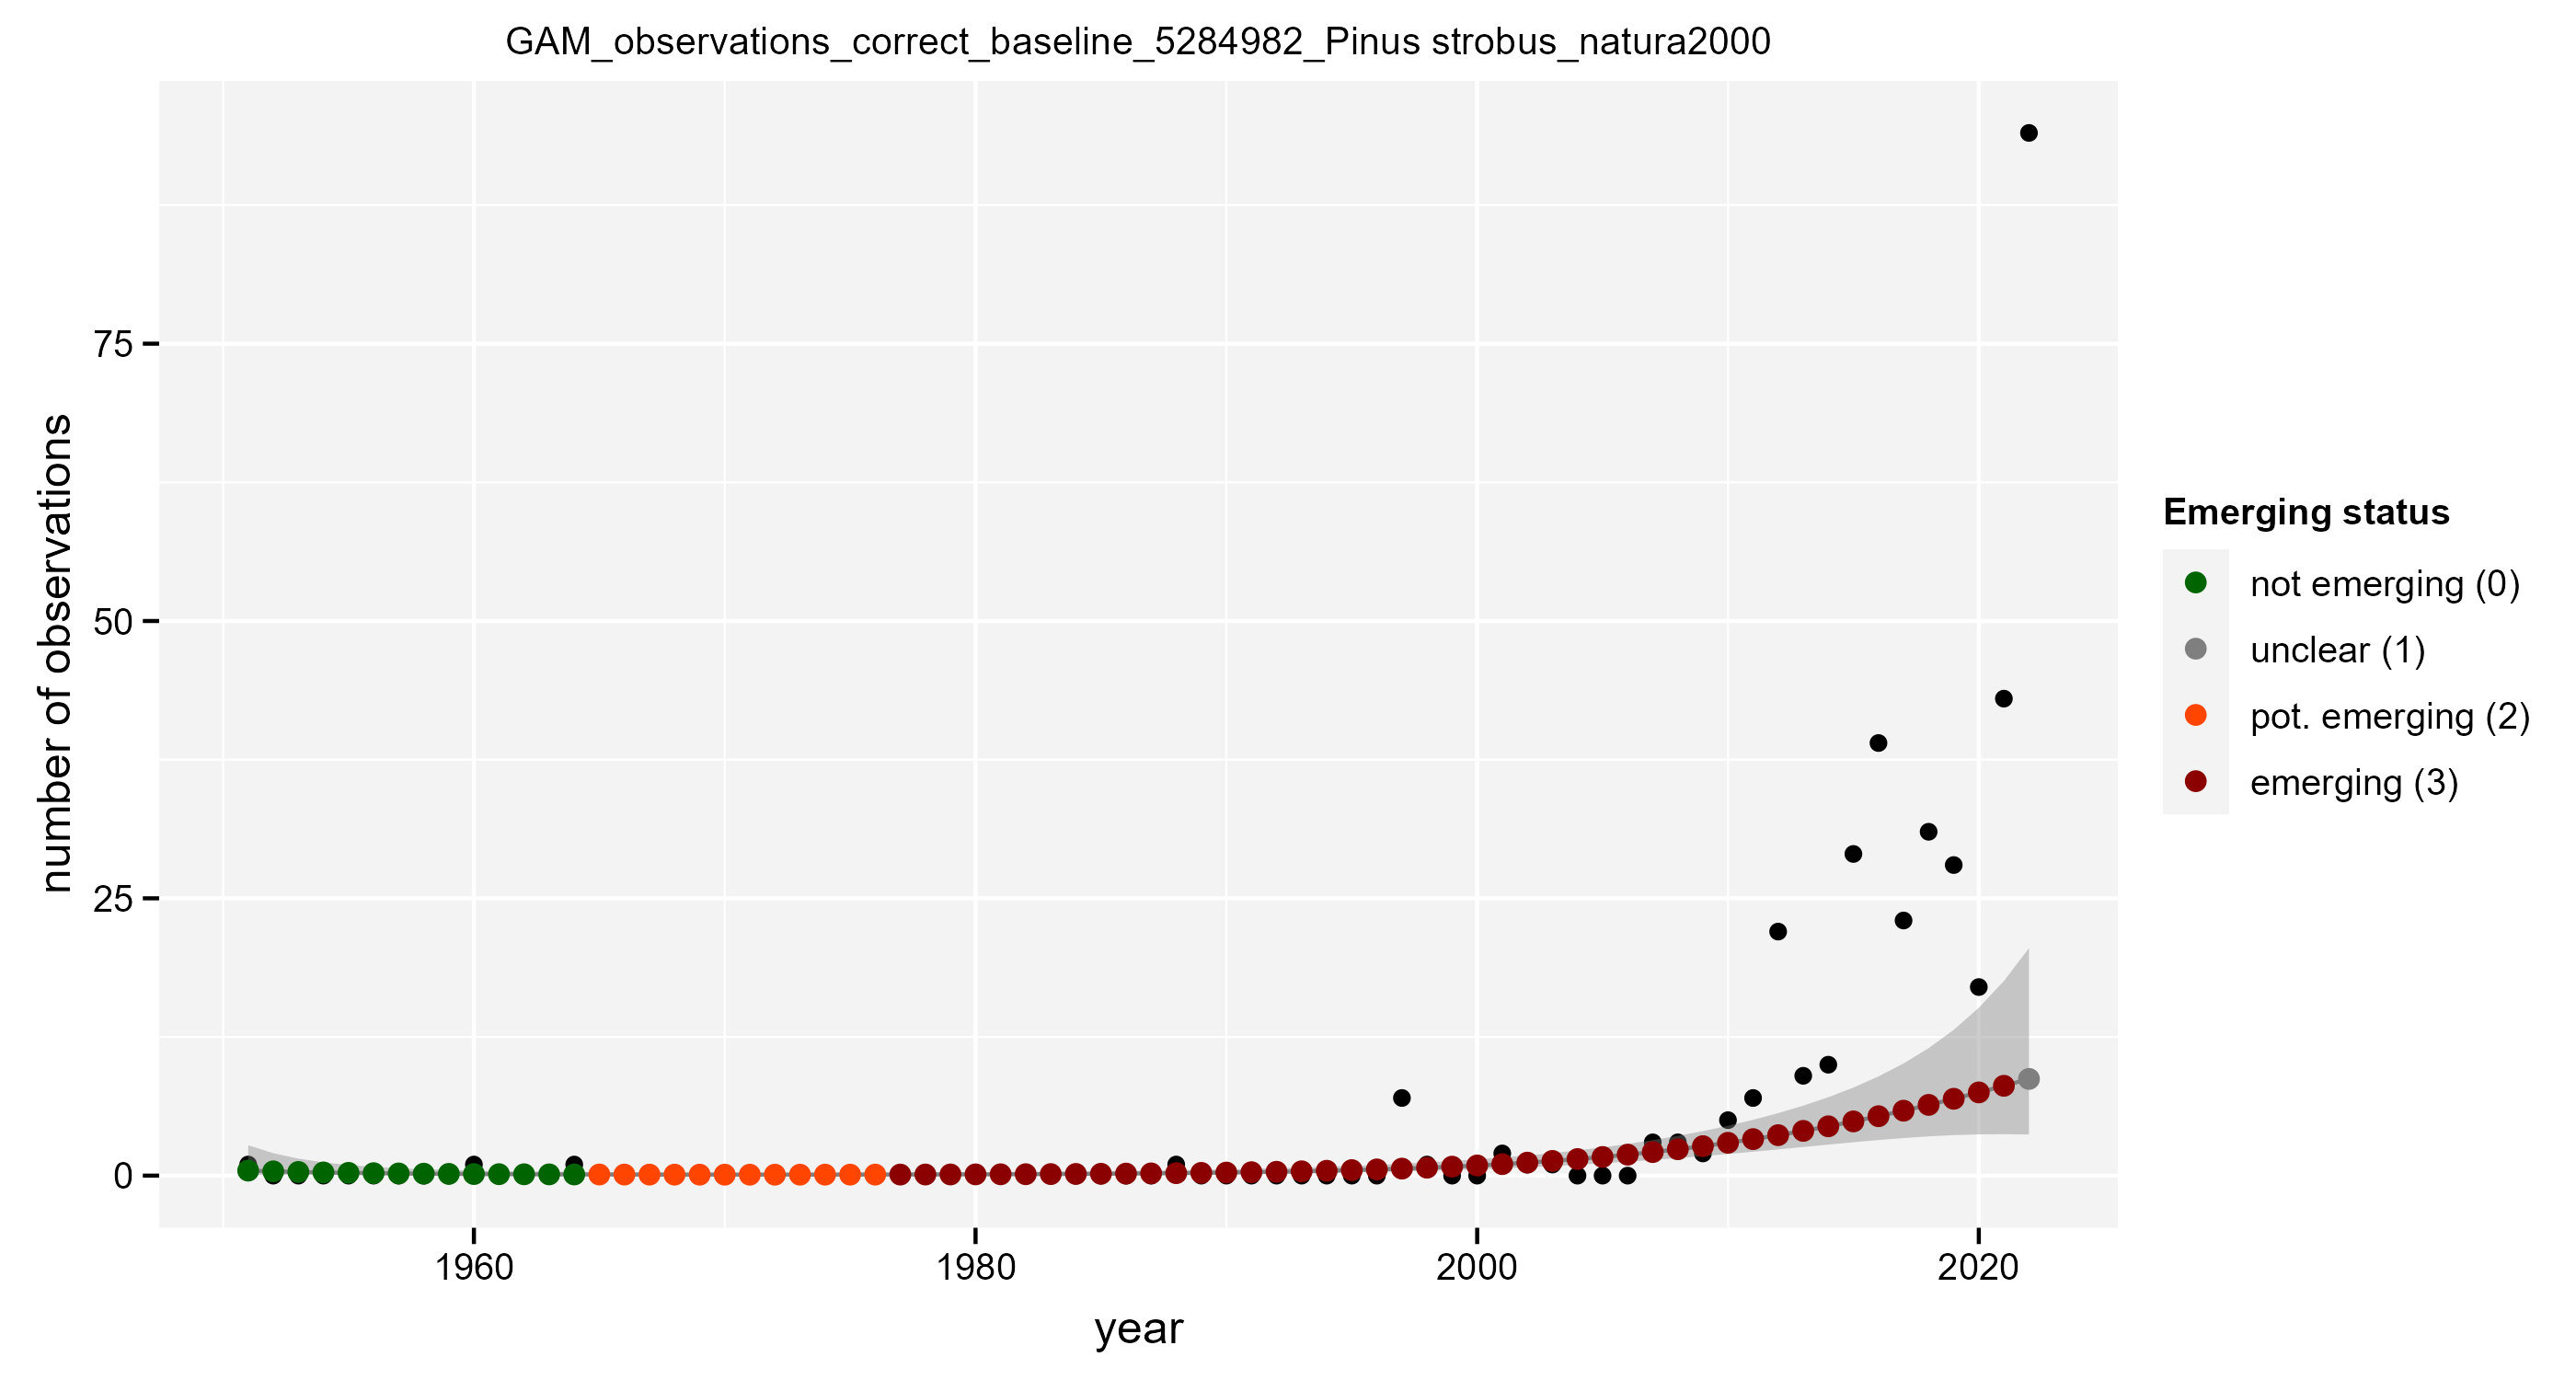 GAM_observations_correct_baseline_5284982_Pinus strobus_natura2000
number of observations
75
50
25
0
1960
1980
2000
2020
year
Emerging status
not emerging (0)
unclear (1)
pot. emerging (2)
emerging (3)